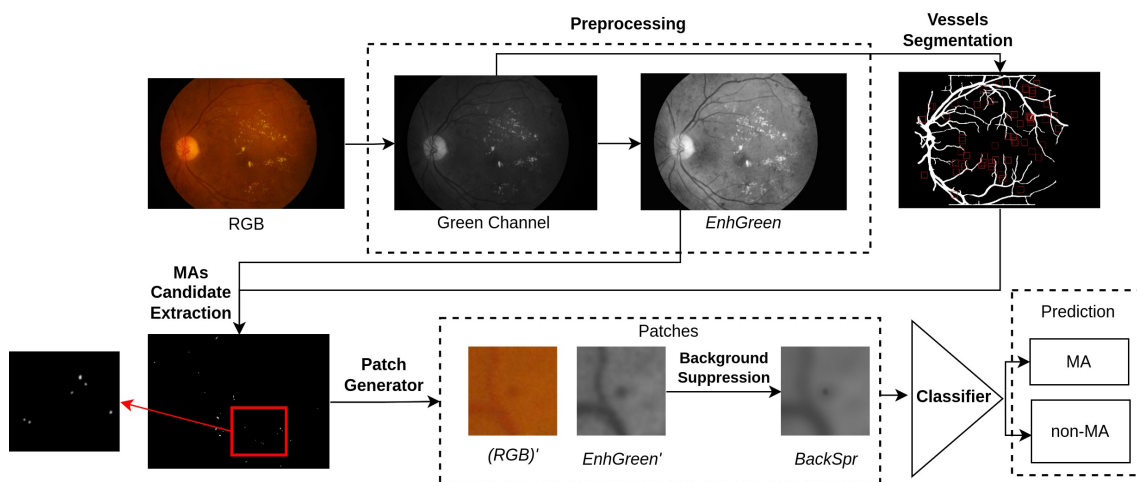 Preprocessing
Vessels
Segmentation
RGB
Green Channel
EnhGreen
MAs
Candidate
Extraction
Patch
Generator
Patches
Background
Suppression
(RGB)'
EnhGreen'
BackSpr
Classifier
Prediction
MA
non-MA